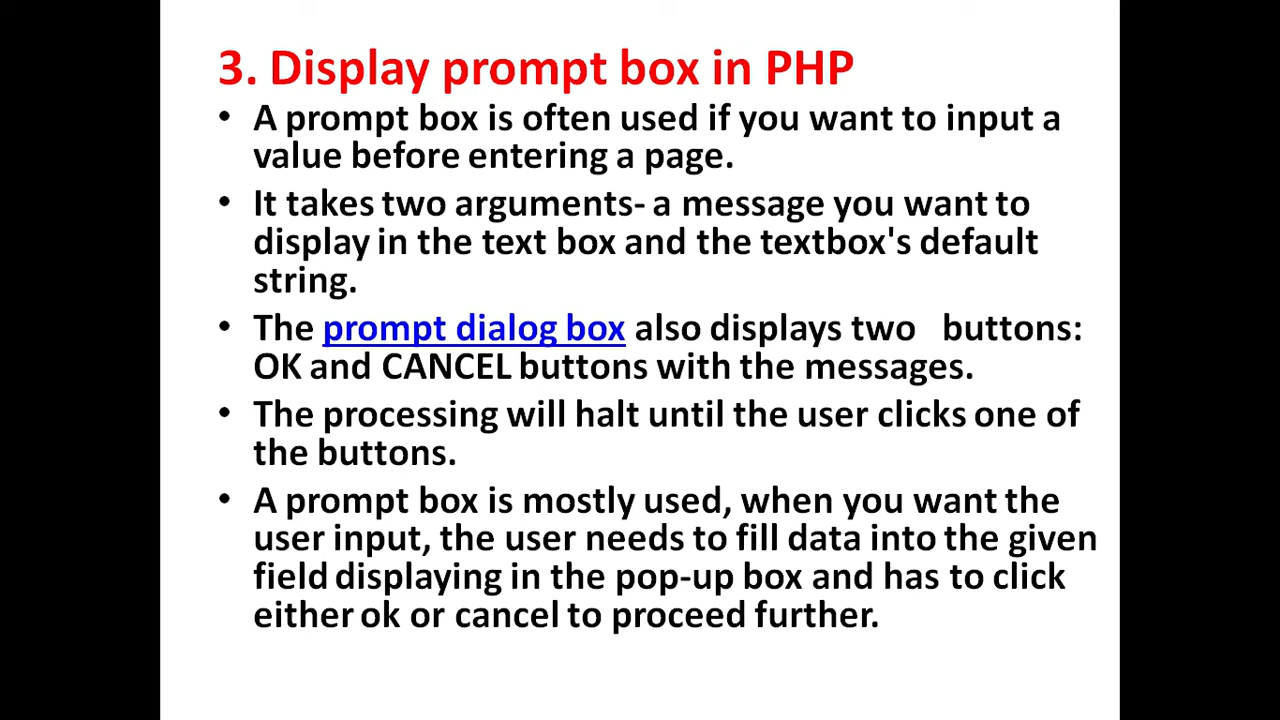 3. Display prompt box in PHP
• A prompt box is often used if you want to input a
value before entering a page.
• It takes two arguments- a message you want to
display in the text box and the textbox's default
string.
• The prompt dialog box also displays two   buttons:
OK and CANCEL buttons with the messages.
• The processing will halt until the user clicks one of
the buttons.
• A prompt box is mostly used, when you want the
user input, the user needs to fill data into the given
field displaying in the pop-up box and has to click
either ok or cancel to proceed further.